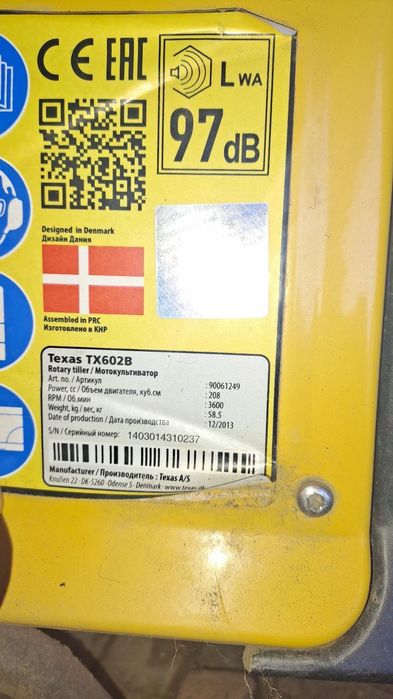 CE EAC
LWA
97dB
Designed in Denmark
Дизайн Дания
Assembled in PRC
Изготовлено в КНР
Texas TX602B
Rotary tiller / Мотокультиватор
Art. no. / Артикул : 90061249
Power, cc / Объем двигателя, куб.см : 208
RPM / Об.мин : 3600
Weight, kg / вес, кг : 58.5
Date of production / Дата производства : 12/2013
S/N / Серийный номер: 1403014310237
Manufacturer / Производитель : Texas A/S
Knullen 22 · DK-5260 · Odense S · Denmark · www.texas.dk